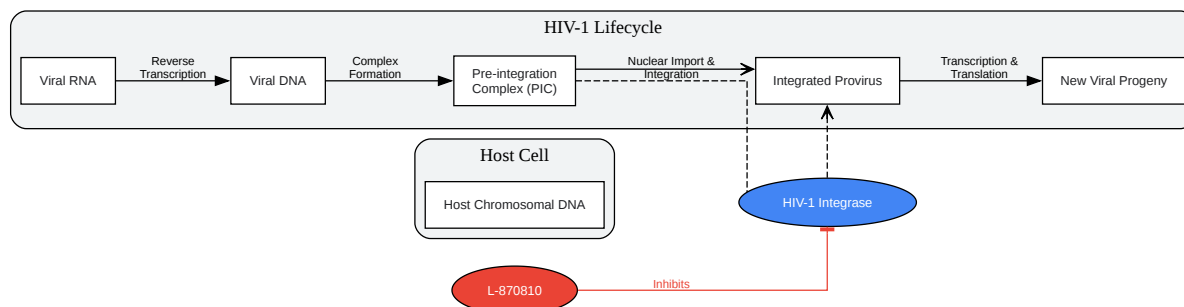 HIV-1 Lifecycle
Viral RNA
Reverse
Transcription
Viral DNA
Complex
Formation
Pre-integration
Complex (PIC)
Nuclear Import &
Integration
Integrated Provirus
Transcription &
Translation
New Viral Progeny
Host Cell
Host Chromosomal DNA
HIV-1 Integrase
L-870810
Inhibits